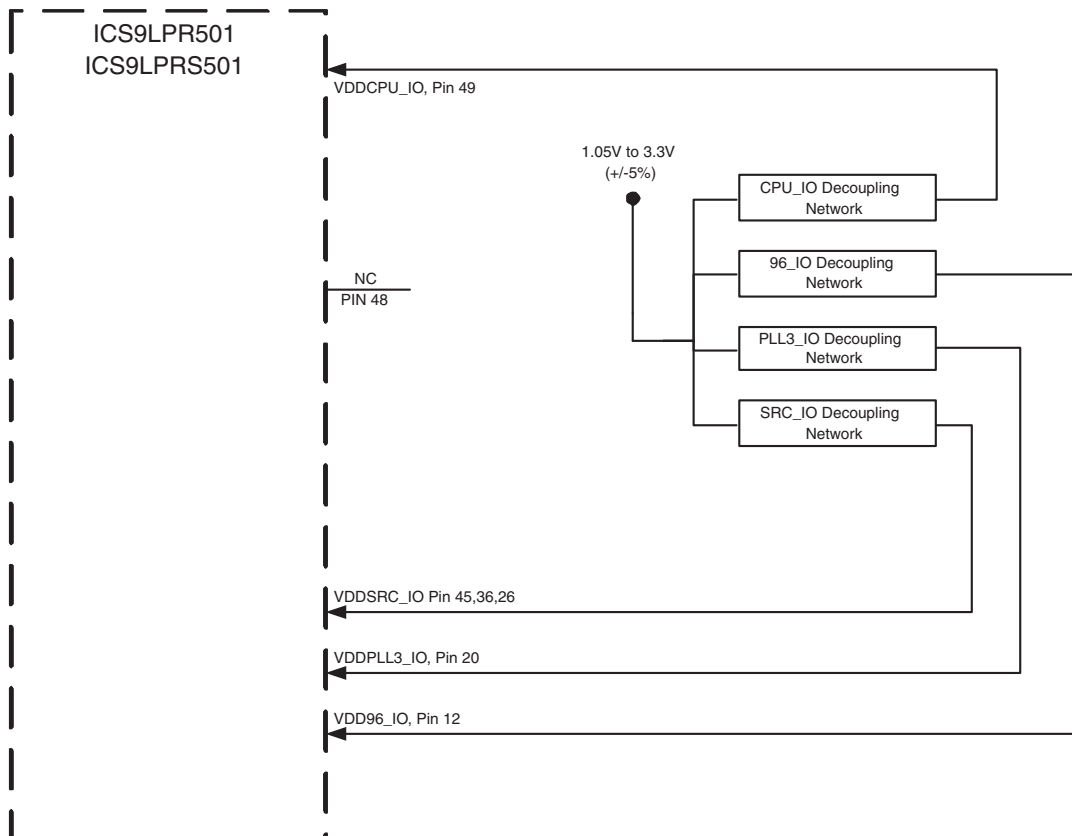 ICS9LPR501
ICS9LPRS501
VDDCPU_IO, Pin 49
1.05V to 3.3V
(+/-5%)
CPU_IO Decoupling
Network
96_IO Decoupling
Network
NC
PIN 48
PLL3_IO Decoupling
Network
SRC_IO Decoupling
Network
VDDSRC_IO Pin 45,36,26
VDDPLL3_IO, Pin 20
VDD96_IO, Pin 12